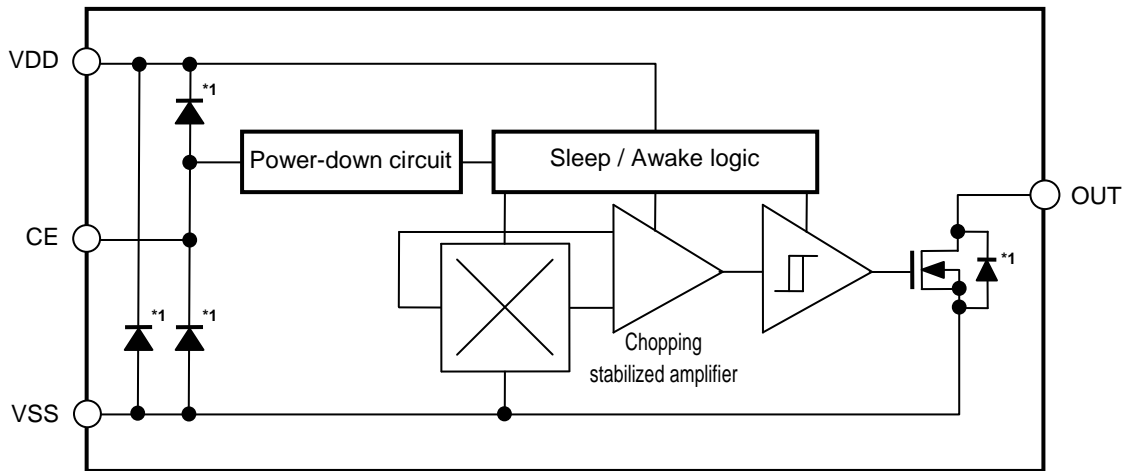 VDD
*1
Power-down circuit
Sleep / Awake logic
OUT
CE
*1
*1
*1
Chopping
stabilized amplifier
VSS